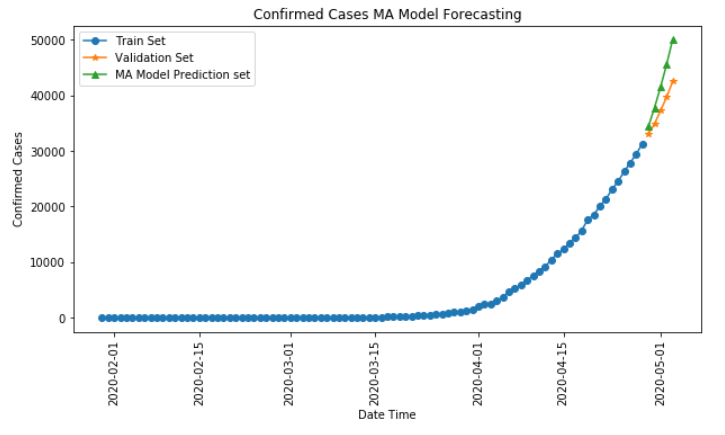 Confirmed Cases MA Model Forecasting
50000
40000
30000
20000
10000
0
Confirmed Cases
Train Set
Validation Set
MA Model Prediction set
2020-02-01
2020-02-15
2020-03-01
2020-03-15
2020-04-01
2020-04-15
2020-05-01
Date Time